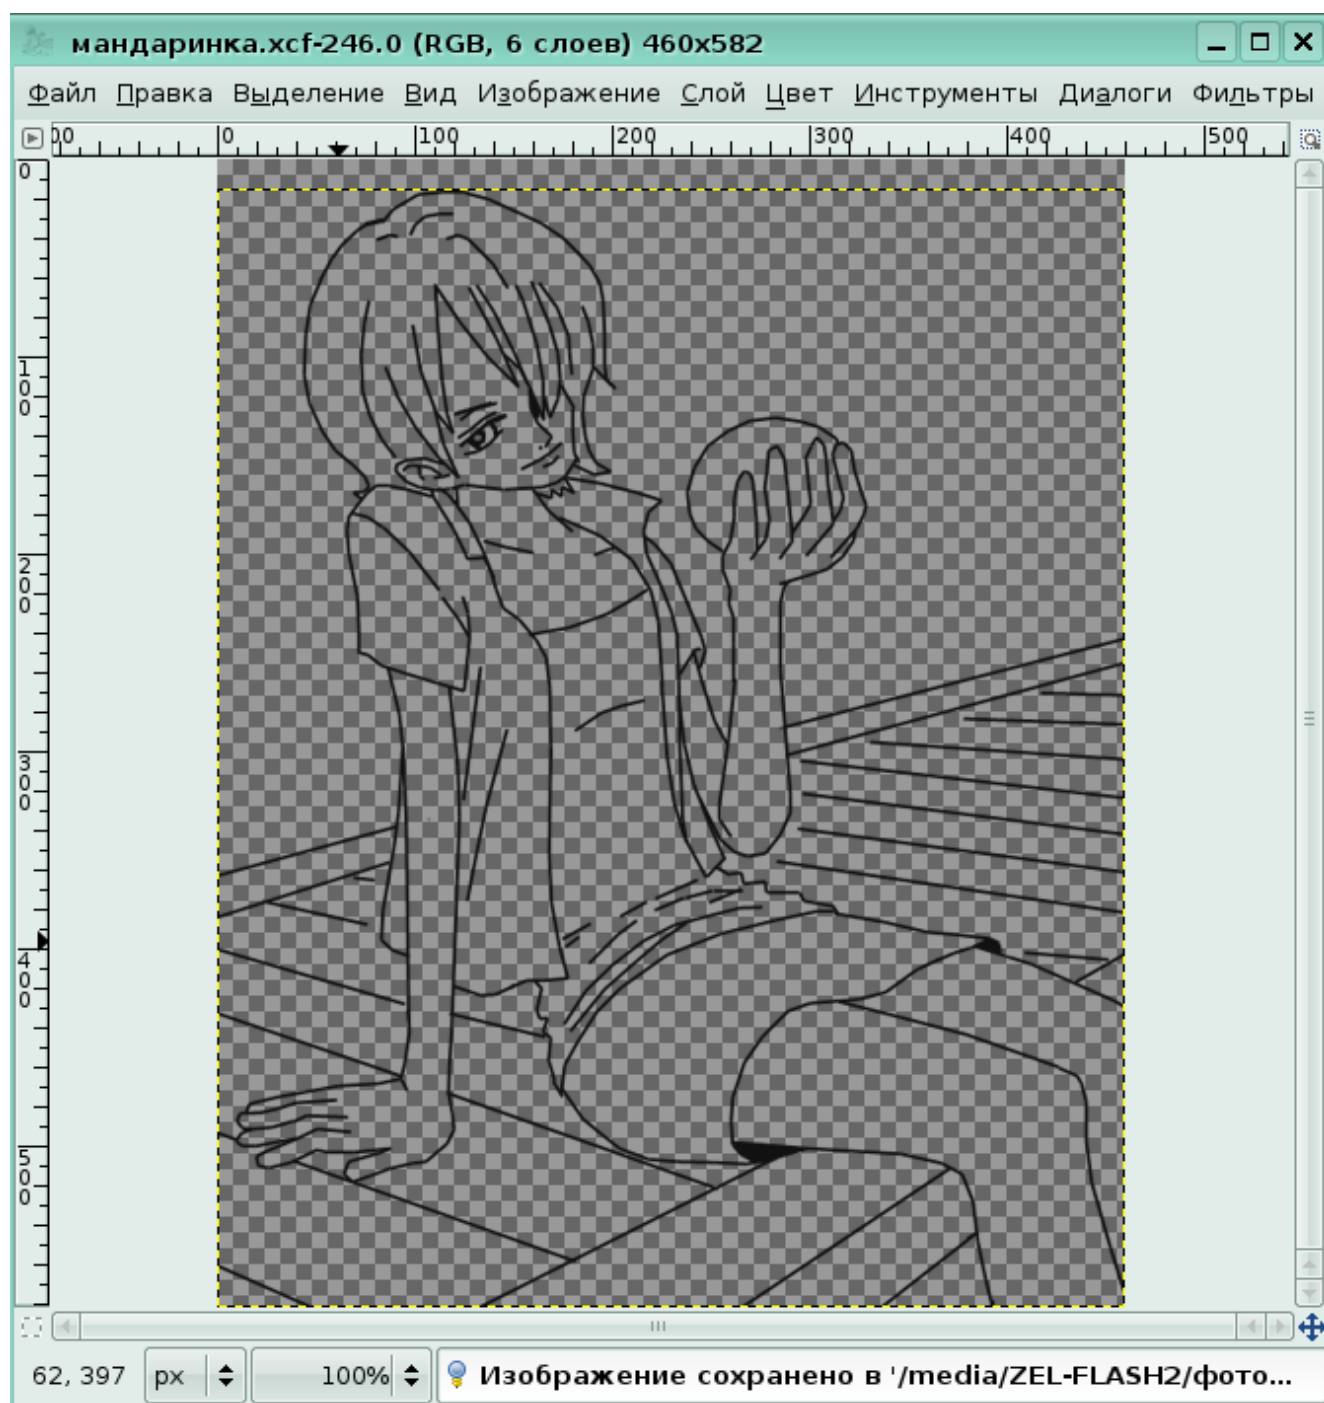 мандаринка.xcf-246.0 (RGB, 6 слоев) 460x582
Файл Правка Выделение Вид Изображение Слой Цвет Инструменты Диалоги Фильтры
00 0 100 200 300 400 500
0
100
200
300
400
500
62, 397 px 100% Изображение сохранено в '/media/ZEL-FLASH2/фото...